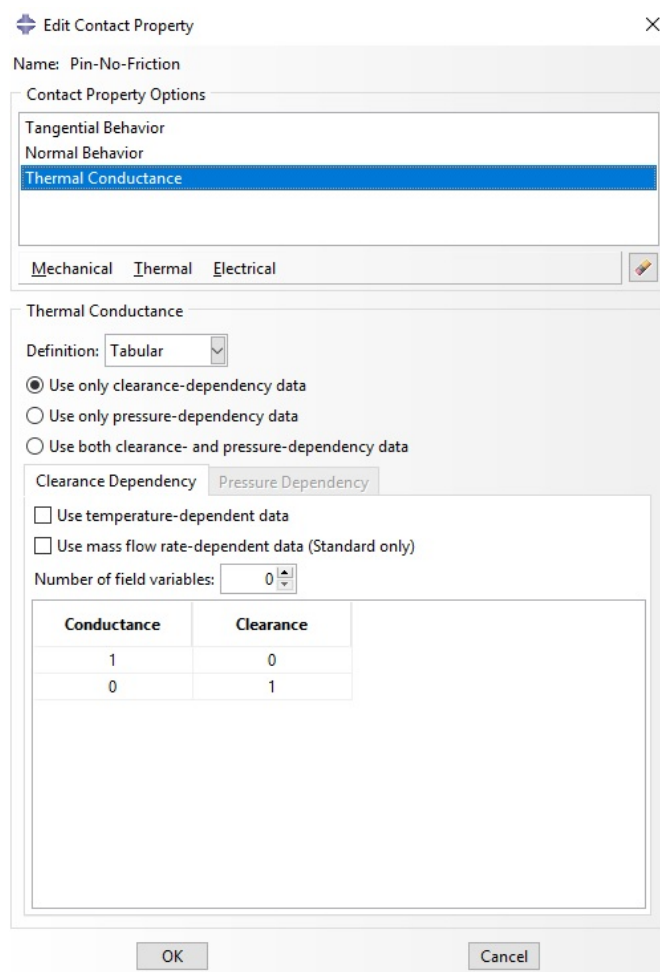 Edit Contact Property
Name: Pin-No-Friction
Contact Property Options
Tangential Behavior
Normal Behavior
Thermal Conductance
Mechanical Thermal Electrical
Thermal Conductance
Definition: Tabular
Use only clearance-dependency data
Use only pressure-dependency data
Use both clearance- and pressure-dependency data
Clearance Dependency Pressure Dependency
Use temperature-dependent data
Use mass flow rate-dependent data (Standard only)
Number of field variables: 0
Conductance Clearance
1 0
0 1
OK Cancel